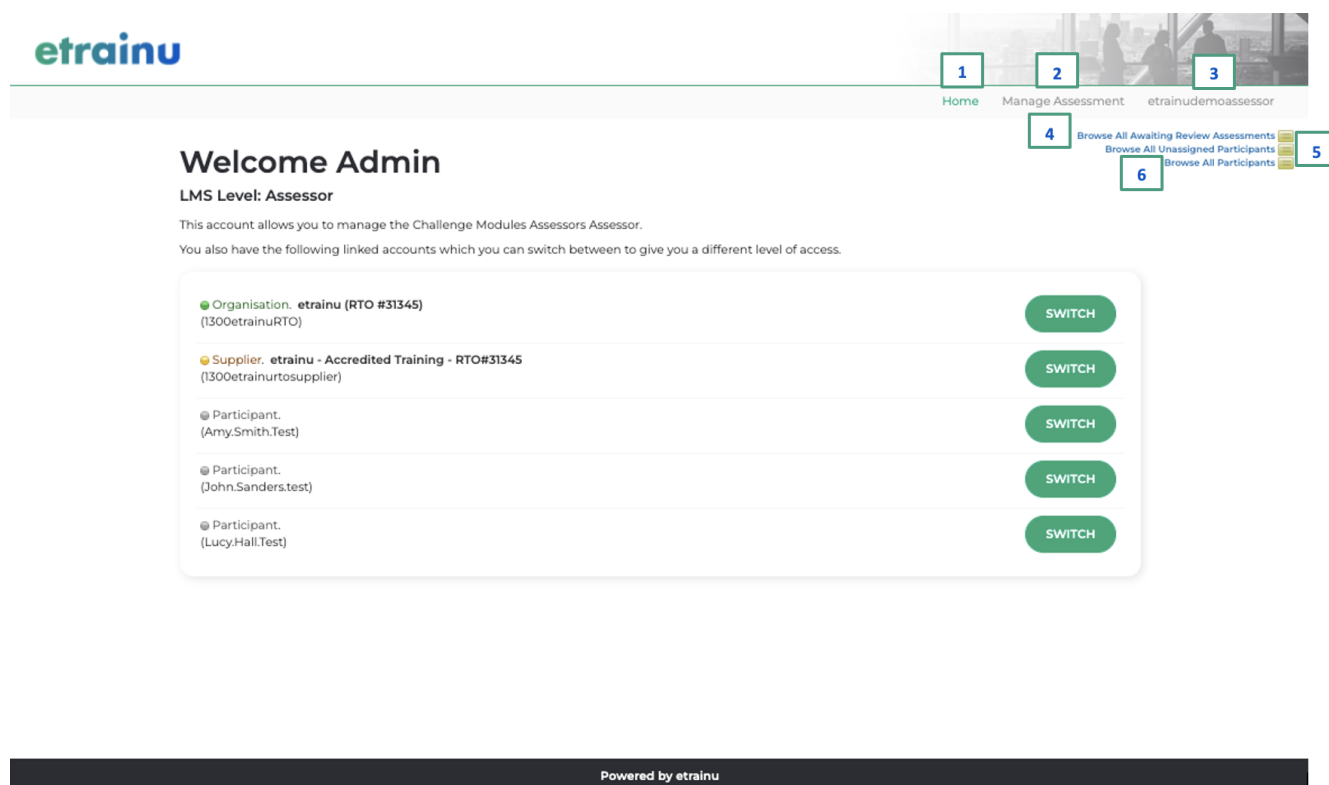 etrainu
1
2
3
Home Manage Assessment etrainudemoassessor
4
Browse All Awaiting Review Assessments
Browse All Unassigned Participants
5
Browse All Participants
6
Welcome Admin
LMS Level: Assessor
This account allows you to manage the Challenge Modules Assessors Assessor.
You also have the following linked accounts which you can switch between to give you a different level of access.
Organisation. etrainu (RTO #31345)
(1300etrainuRTO)
SWITCH
Supplier. etrainu - Accredited Training - RTO#31345
(1300etrainurtosupplier)
SWITCH
Participant.
(Amy.Smith.Test)
SWITCH
Participant.
(John.Sanders.test)
SWITCH
Participant.
(Lucy.Hall.Test)
SWITCH
Powered by etrainu